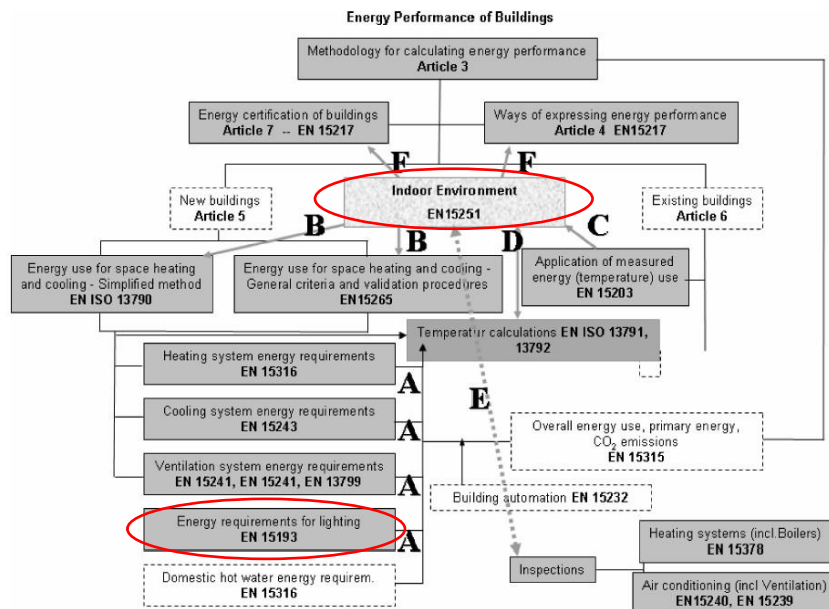 Energy Performance of Buildings
Methodology for calculating energy performance
Article 3
Energy certification of buildings
Article 7 -- EN 15217
Ways of expressing energy performance
Article 4 EN15217
F
F
Indoor Environment
EN15251
New buildings
Article 5
Existing buildings
Article 6
B
B
D
C
Energy use for space heating
and cooling - Simplified method
EN ISO 13790
Energy use for space heating and cooling -
General criteria and validation procedures
EN15265
Application of measured
energy (temperature) use
EN 15203
Temperatur calculations EN ISO 13791,
13792
Heating system energy requirements
EN 15316
A
E
Cooling system energy requirements
EN 15243
A
Overall energy use, primary energy,
CO2 emissions
EN 15315
Ventilation system energy requirements
EN 15241, EN 15241, EN 13799
A
Building automation EN 15232
Energy requirements for lighting
EN 15193
A
Heating systems (incl.Boilers)
EN 15378
Domestic hot water energy requirem.
EN 15316
Inspections
Air conditioning (incl Ventilation)
EN15240, EN 15239